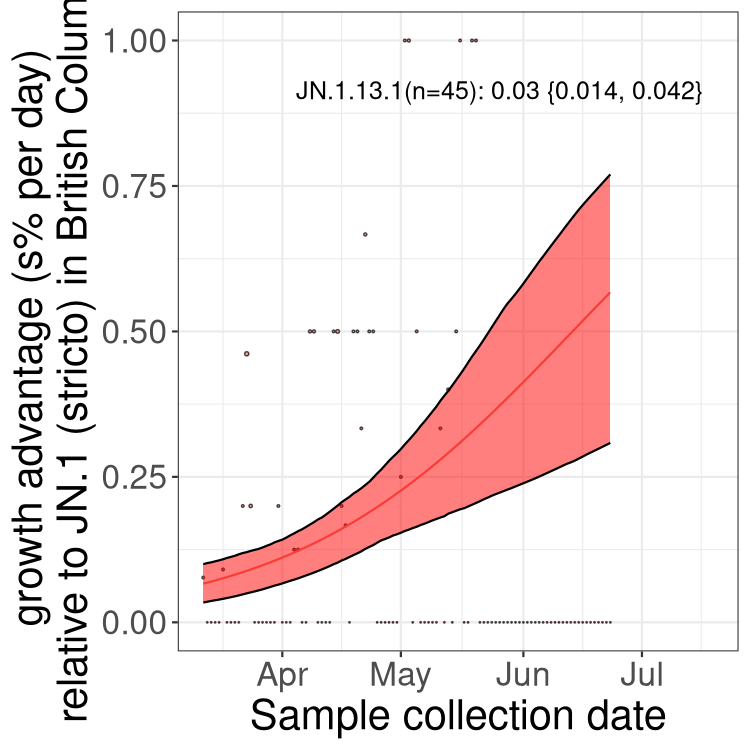 growth advantage (s% per day)
relative to JN.1 (stricto) in British Colum
1.00
0.75
0.50
0.25
0.00
JN.1.13.1(n=45): 0.03 {0.014, 0.042}
Apr May Jun Jul
Sample collection date